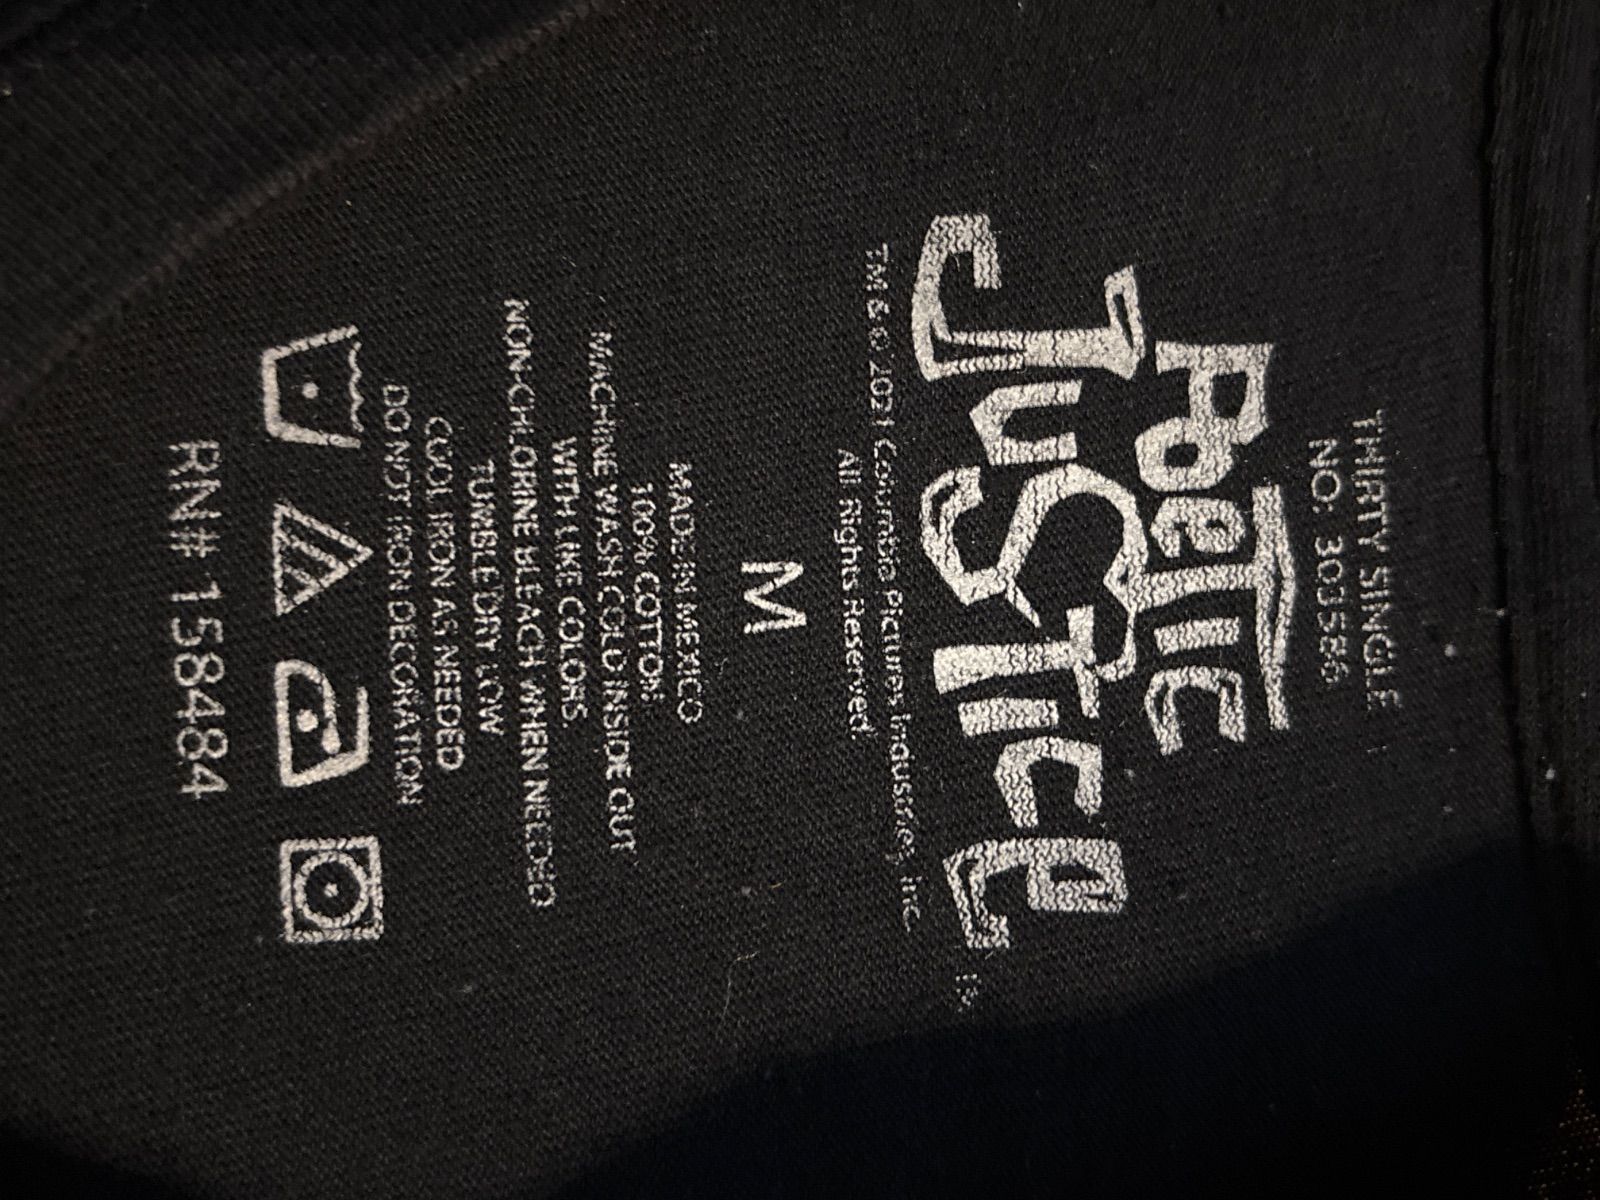 THIRTY SINGLE
NO: 305586
Poetic
Justice
TM & © 2021 Columbia Pictures Industries, Inc.
All Rights Reserved.
M
MADE IN MEXICO
100% COTTON
MACHINE WASH COLD INSIDE OUT
WITH LIKE COLORS
NON-CHLORINE BLEACH WHEN NEEDED
TUMBLE DRY LOW
COOL IRON AS NEEDED
DO NOT IRON DECORATION
RN# 158484